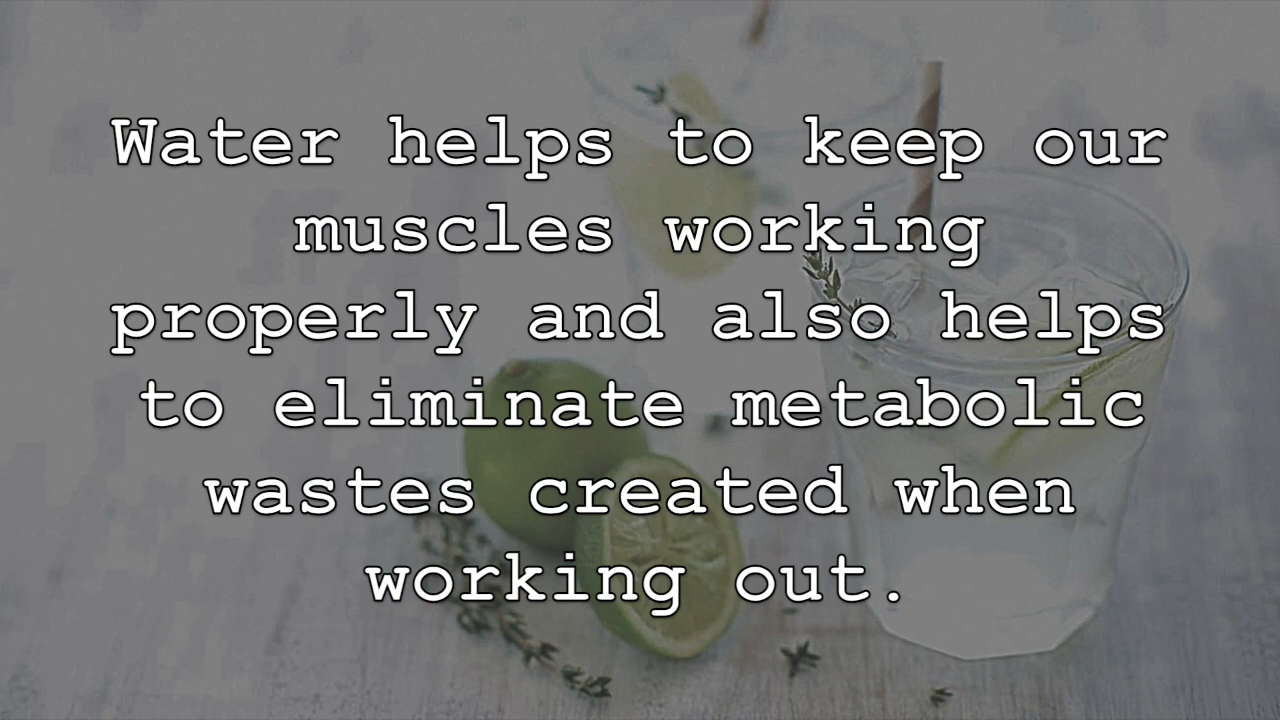 Water helps to keep our
muscles working
properly and also helps
to eliminate metabolic
wastes created when
working out.